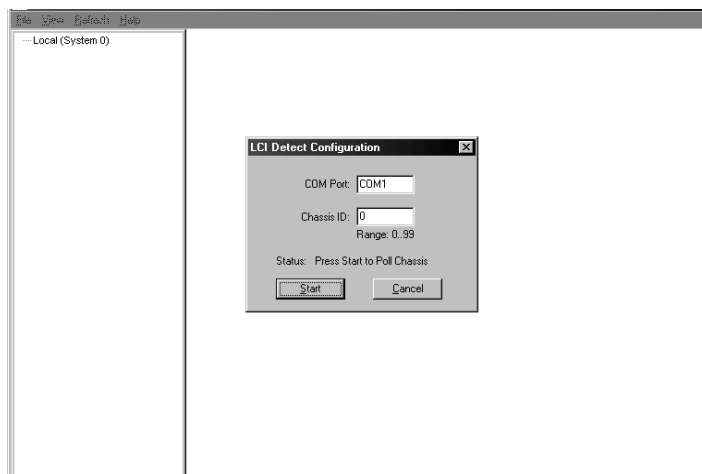 File View Refresh Help
Local (System 0)
LCI Detect Configuration
COM Port: COM1
Chassis ID: 0
Range: 0..99
Status: Press Start to Poll Chassis
Start Cancel